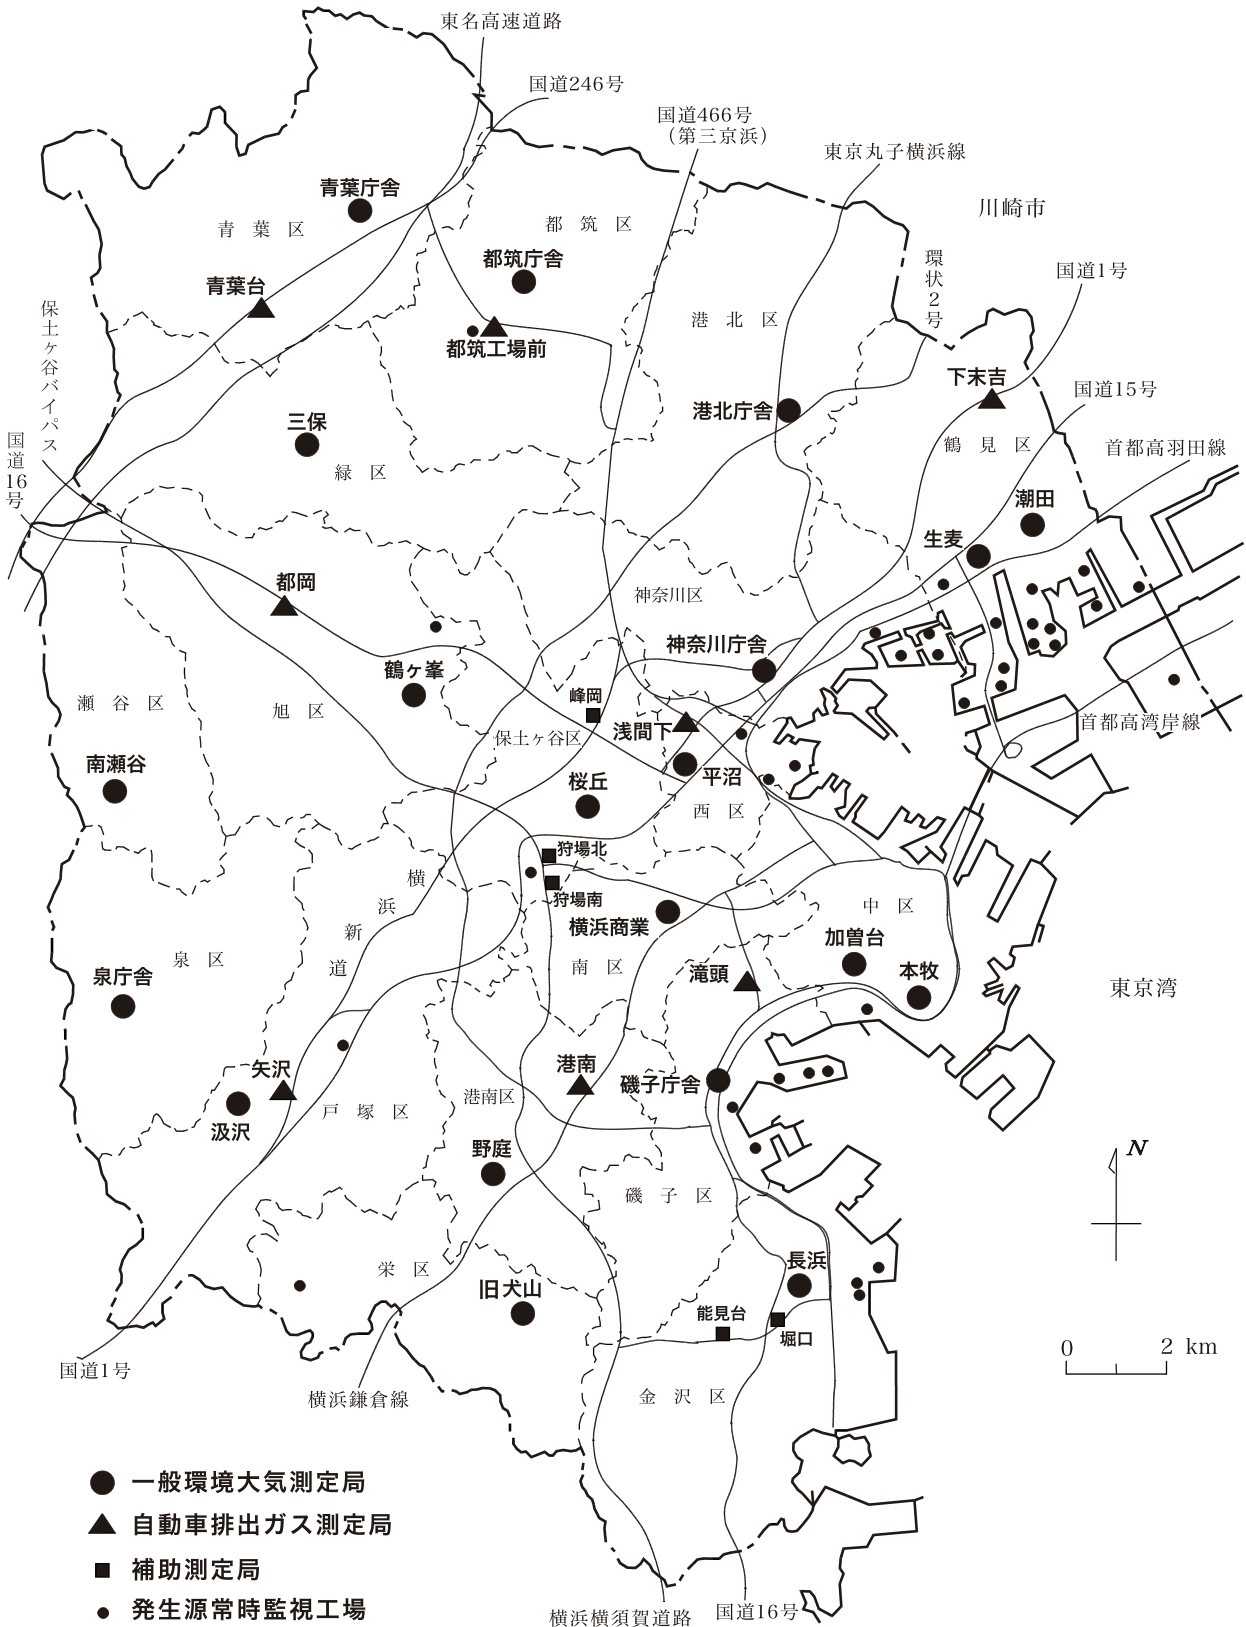 東名高速道路
国道246号
国道466号
(第三京浜)
東京丸子横浜線
川崎市
青葉庁舎
青葉区
都筑区
都筑庁舎
環状2号
国道1号
青葉台
保土ヶ谷バイパス
港北区
都筑工場前
下末吉
国道15号
港北庁舎
三保
国道16号
鶴見区
首都高羽田線
緑区
潮田
生麦
都岡
神奈川区
神奈川庁舎
鶴ヶ峯
峰岡
瀬谷区
旭区
浅間下
首都高湾岸線
保土ヶ谷区
南瀬谷
平沼
桜丘
西区
狩場北
横浜新道
狩場南
中区
横浜商業
加曽台
泉区
南区
滝頭
本牧
泉庁舎
東京湾
矢沢
港南
磯子庁舎
港南区
汲沢
戸塚区
野庭
N
磯子区
栄区
長浜
旧犬山
能見台
堀口
0 2 km
国道1号
横浜鎌倉線
金沢区
一般環境大気測定局
自動車排出ガス測定局
補助測定局
発生源常時監視工場
横浜横須賀道路
国道16号